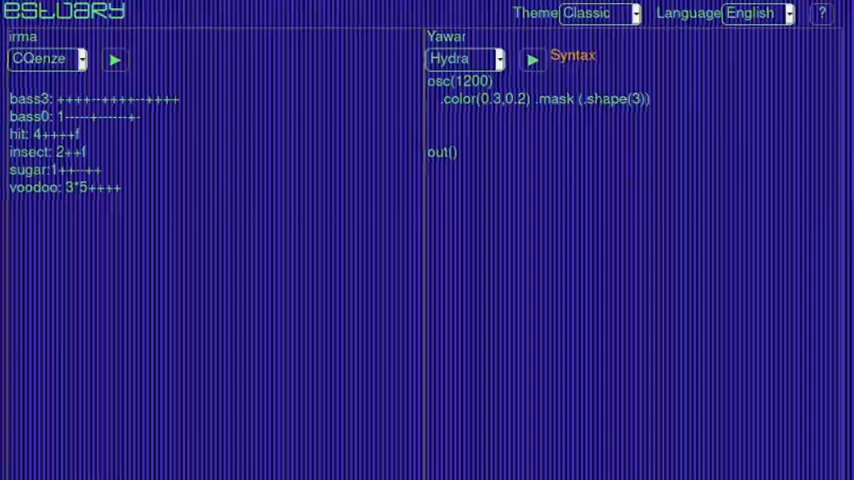 estuary
Theme Classic Language English ?
irma
CQenze
bass3: ++++--++++--++++
bass0: 1-----+------+-
hit: 4++++f
insect: 2++f
sugar:1++--++
voodoo: 3*5++++
Yawar
Hydra Syntax
osc(1200)
.color(0.3,0.2) .mask (.shape(3))
out()